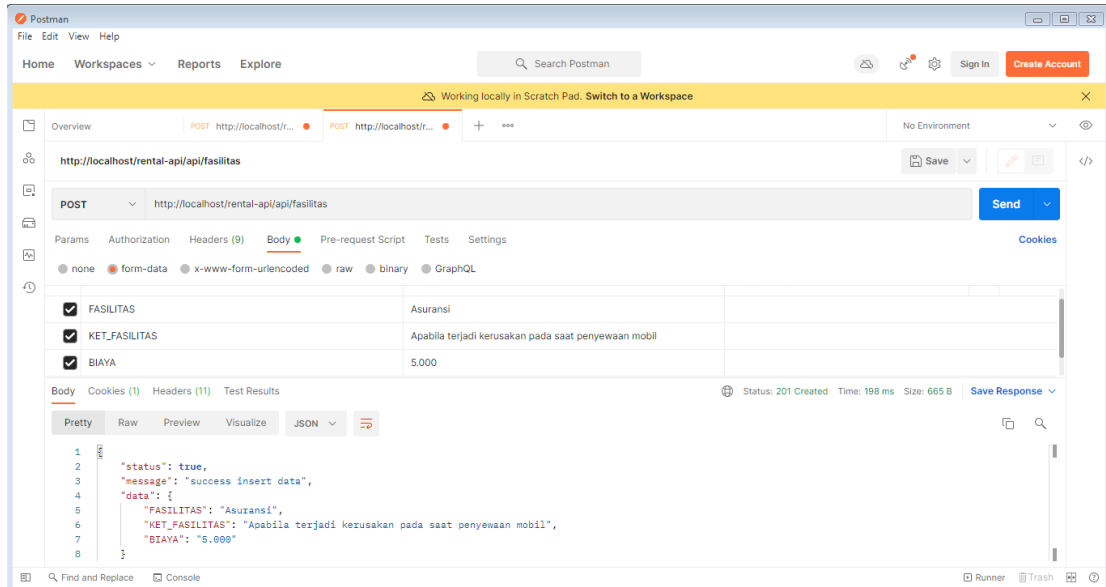 Postman
File Edit View Help
Home Workspaces Reports Explore Search Postman Sign In Create Account
Working locally in Scratch Pad. Switch to a Workspace
Overview POST http://localhost/r... POST http://localhost/r... No Environment
http://localhost/rental-api/api/fasilitas Save
POST http://localhost/rental-api/api/fasilitas Send
Params Authorization Headers (9) Body Pre-request Script Tests Settings Cookies
none form-data x-www-form-urlencoded raw binary GraphQL
FASILITAS Asuransi
KET_FASILITAS Apabila terjadi kerusakan pada saat penyewaan mobil
BIAYA 5.000
Body Cookies (1) Headers (11) Test Results Status: 201 Created Time: 198 ms Size: 665 B Save Response
Pretty Raw Preview Visualize JSON
1 {
2 "status": true,
3 "message": "success insert data",
4 "data": {
5 "FASILITAS": "Asuransi",
6 "KET_FASILITAS": "Apabila terjadi kerusakan pada saat penyewaan mobil",
7 "BIAYA": "5.000"
8 }
Find and Replace Console Runner Trash